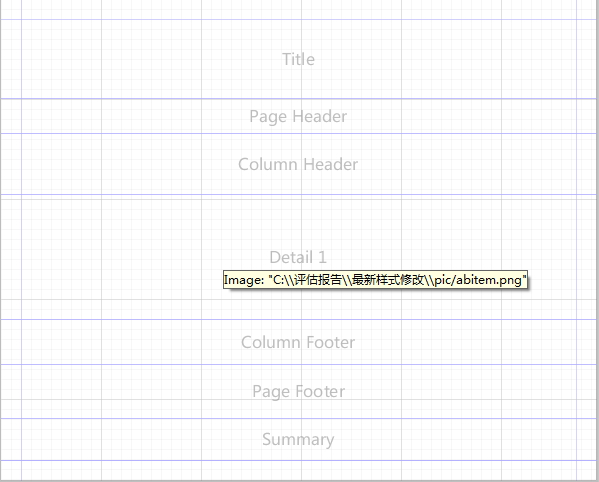 Title
Page Header
Column Header
Detail 1
Image: "C:\\评估报告\\最新样式修改\\pic/abitem.png"
Column Footer
Page Footer
Summary